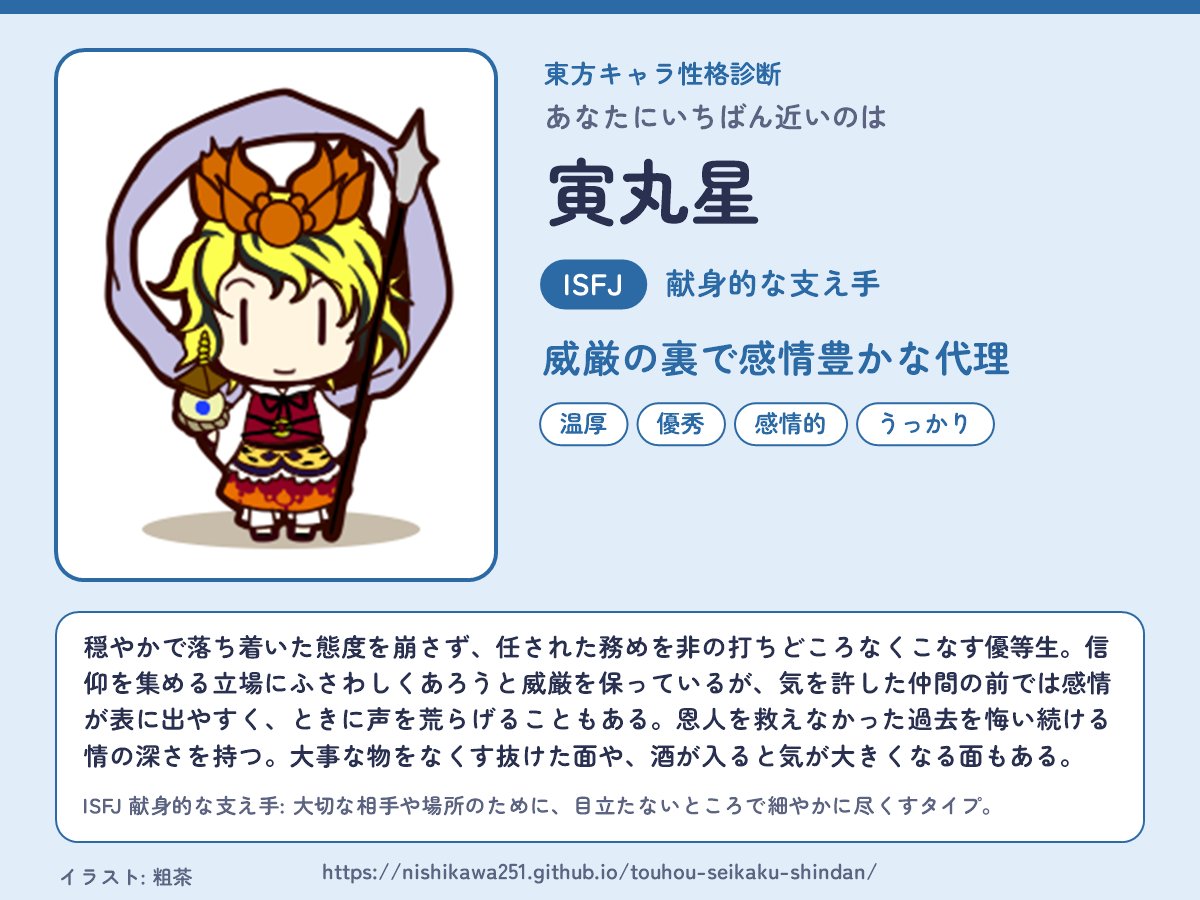 東方キャラ性格診断
あなたにいちばん近いのは
寅丸星
ISFJ 献身的な支え手
威厳の裏で感情豊かな代理
温厚 優秀 感情的 うっかり
穏やかで落ち着いた態度を崩さず、任された務めを非の打ちどころなくこなす優等生。信
仰を集める立場にふさわしくあろうと威厳を保っているが、気を許した仲間の前では感情
が表に出やすく、ときに声を荒らげることもある。恩人を救えなかった過去を悔い続ける
情の深さを持つ。大事な物をなくす抜けた面や、酒が入ると気が大きくなる面もある。
ISFJ 献身的な支え手: 大切な相手や場所のために、目立たないところで細やかに尽くすタイプ。
イラスト: 粗茶
https://nishikawa251.github.io/touhou-seikaku-shindan/